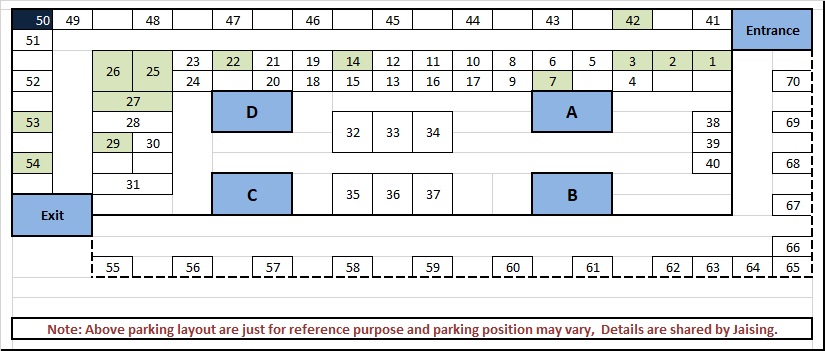 50 49 48 47 46 45 44 43 42 41 Entrance
51
26 25 23 22 21 19 14 12 11 10 8 6 5 3 2 1
52 24 20 18 15 13 16 17 9 7 4 70
27
53 28 D 32 33 34 A 38 69
29 30 39
54 40 68
31 C 35 36 37 B
Exit 67
66
55 56 57 58 59 60 61 62 63 64 65
Note: Above parking layout are just for reference purpose and parking position may vary, Details are shared by Jaising.